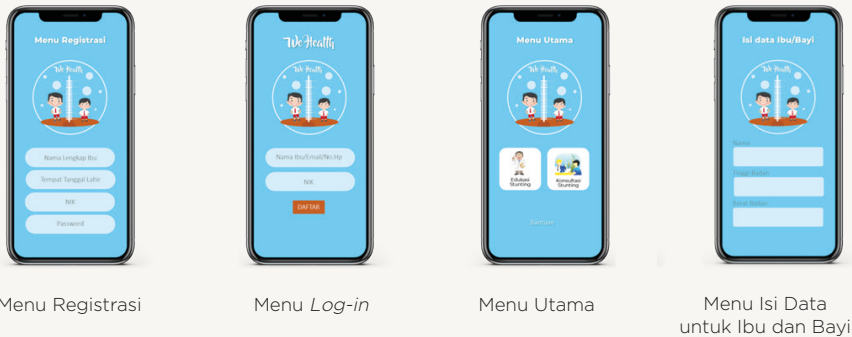 Menu Registrasi
We Health
Nama Lengkap Ibu
Tempat Tanggal Lahir
NIK
Password
Menu Registrasi
We Health
We Health
Nama Ibu/Email/No.Hp
NIK
DAFTAR
Menu Log-in
Menu Utama
We Health
Edukasi
Stunting
Konsultasi
Stunting
Bantuan
Menu Utama
Isi data Ibu/Bayi
We Health
Nama
Tinggi Badan
Berat Badan
Menu Isi Data
untuk Ibu dan Bayi